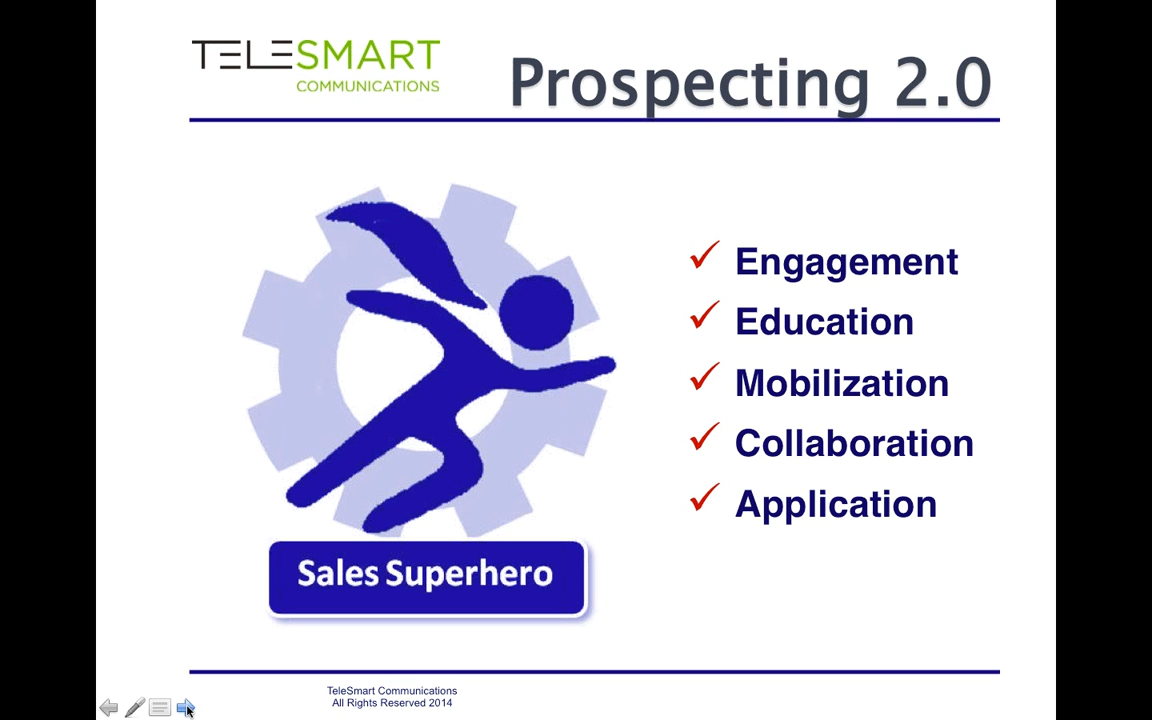 TELESMART
COMMUNICATIONS
Prospecting 2.0
Engagement
Education
Mobilization
Collaboration
Application
Sales Superhero
TeleSmart Communications
All Rights Reserved 2014